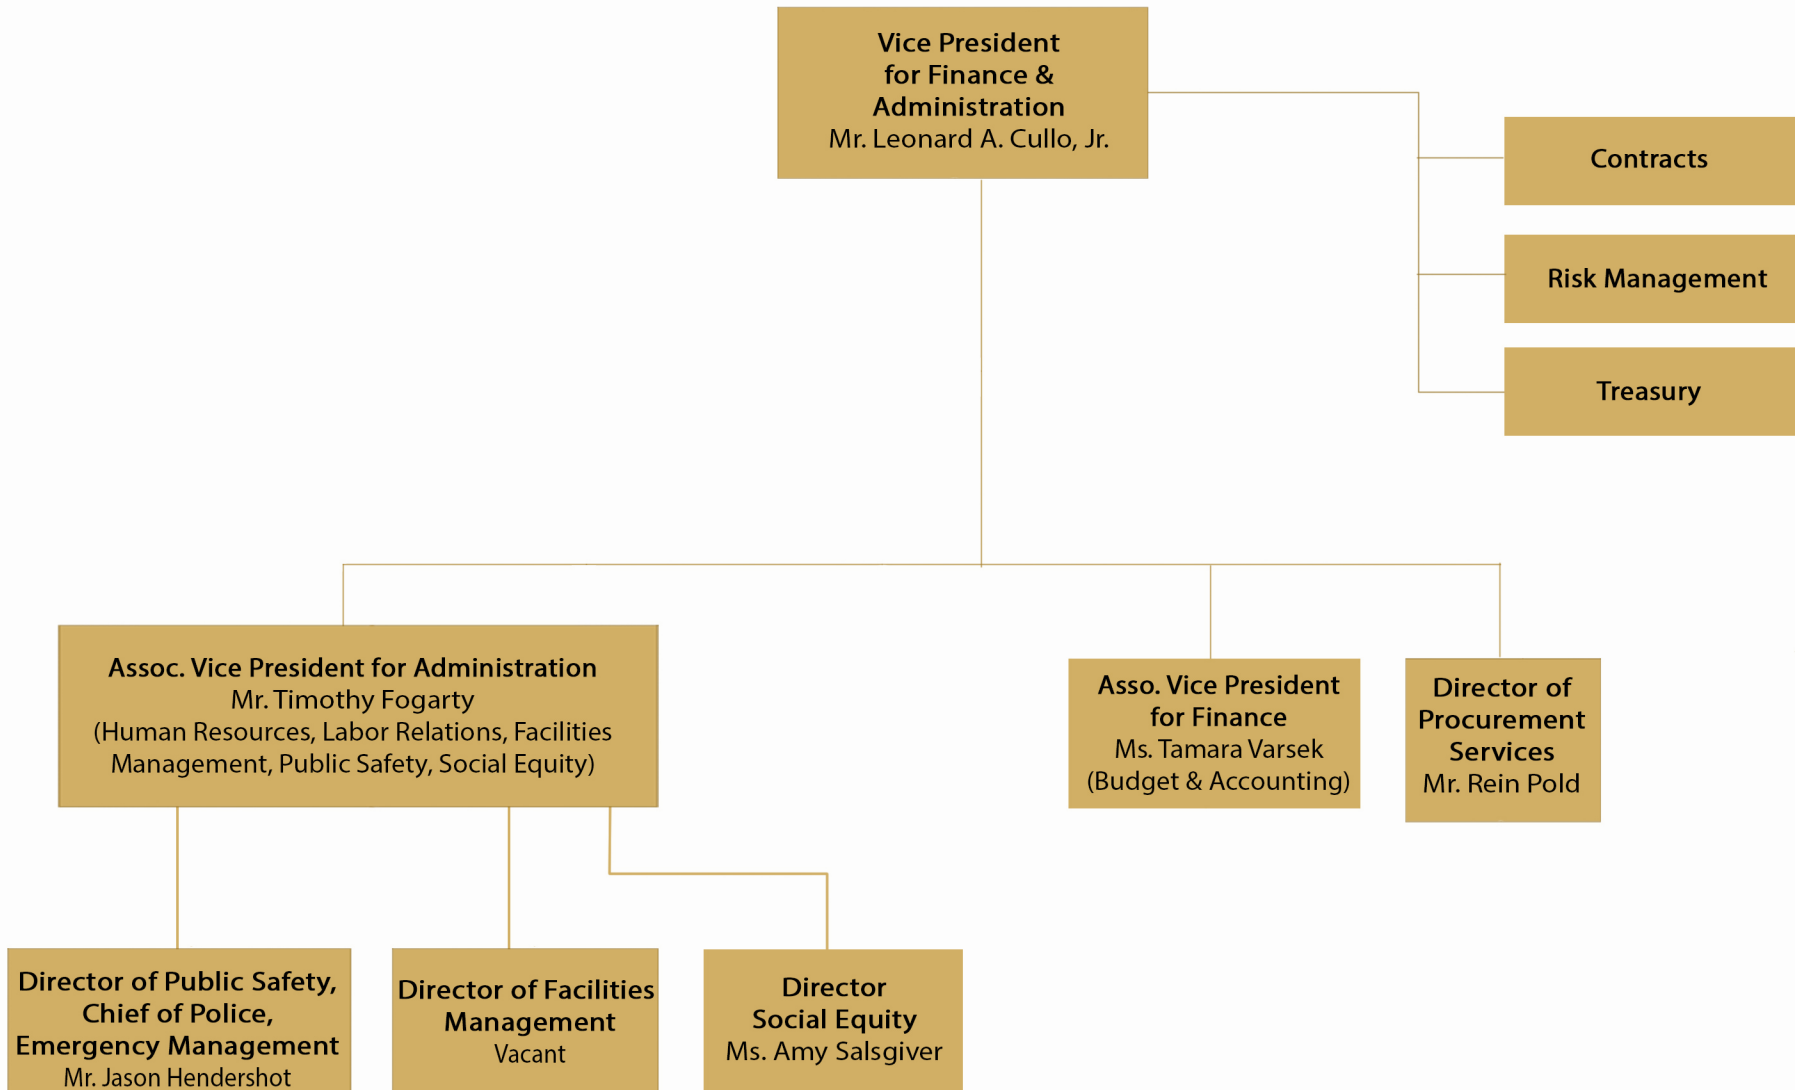 Vice President
for Finance &
Administration
Mr. Leonard A. Cullo, Jr.
Contracts
Risk Management
Treasury
Assoc. Vice President for Administration
Mr. Timothy Fogarty
(Human Resources, Labor Relations, Facilities
Management, Public Safety, Social Equity)
Asso. Vice President
for Finance
Ms. Tamara Varsek
(Budget & Accounting)
Director of
Procurement
Services
Mr. Rein Pold
Director of Public Safety,
Chief of Police,
Emergency Management
Mr. Jason Hendershot
Director of Facilities
Management
Vacant
Director
Social Equity
Ms. Amy Salsgiver